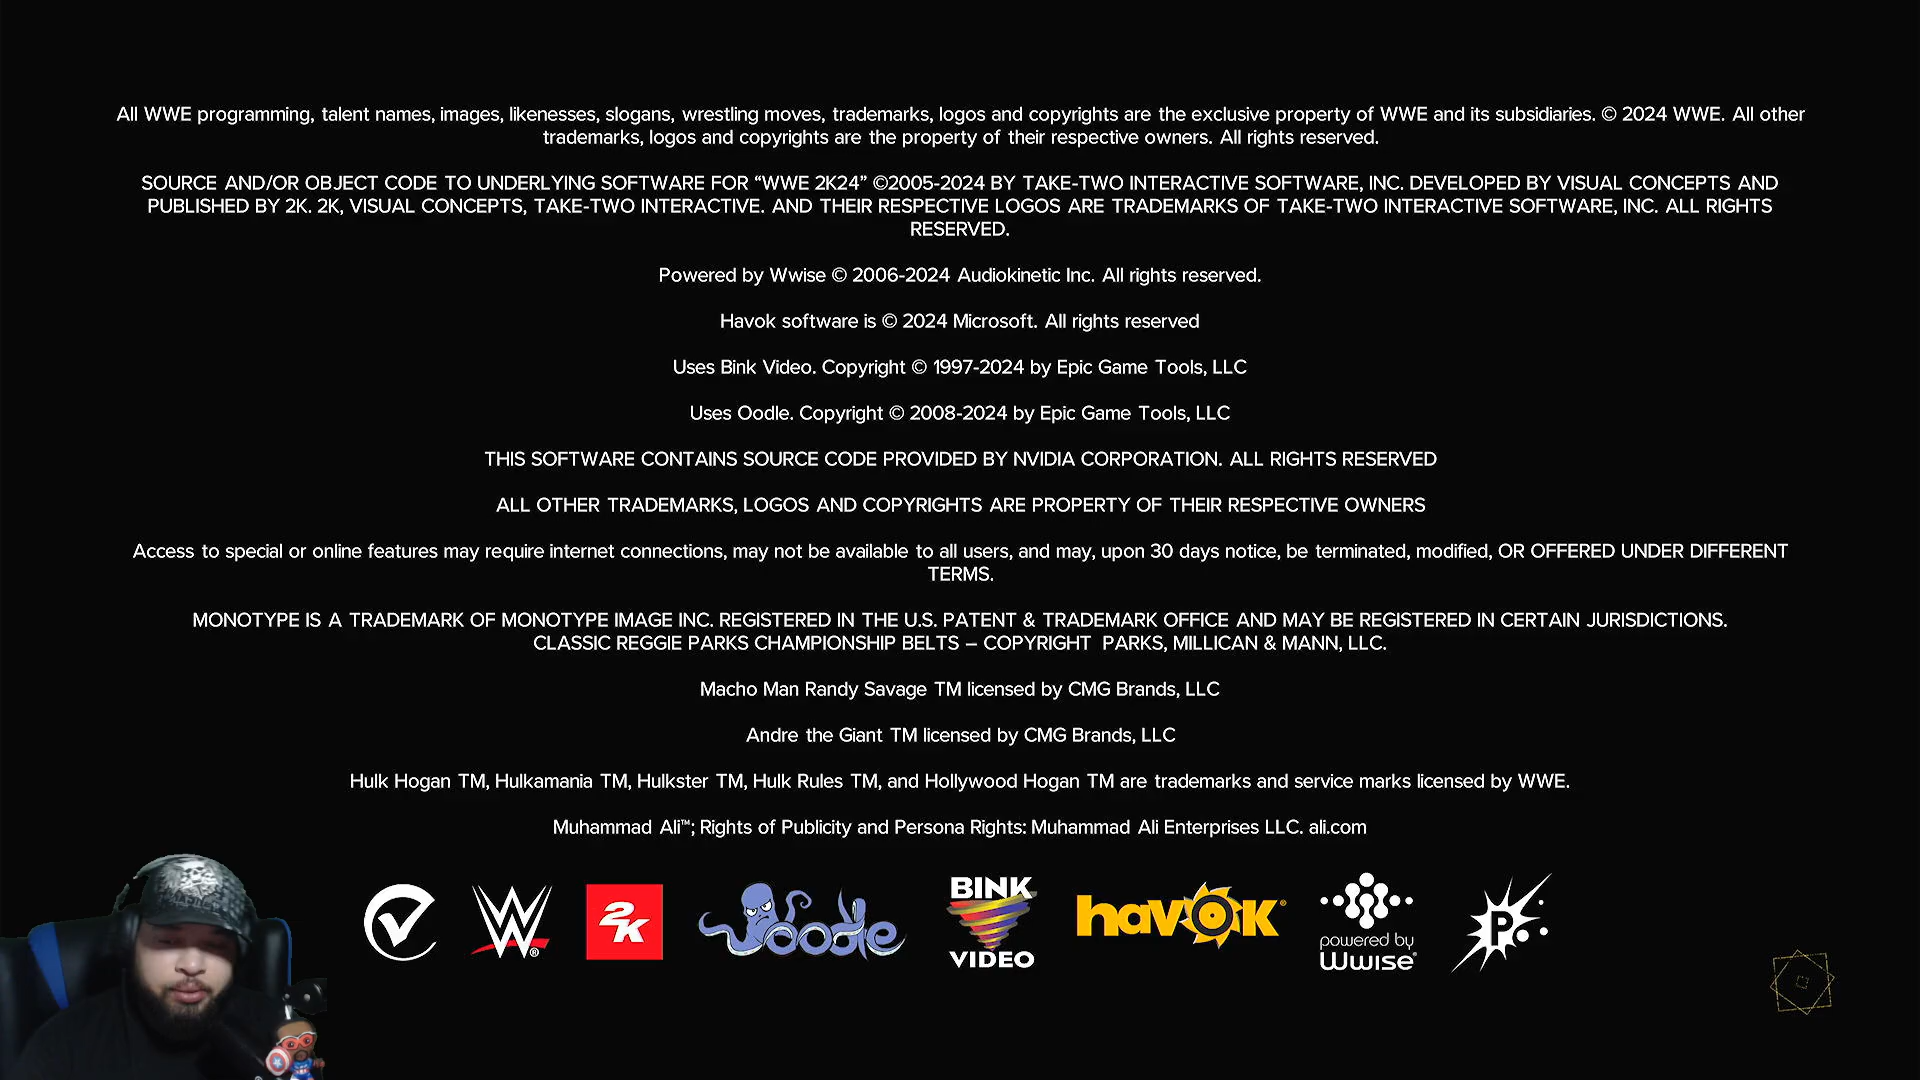 All WWE programming, talent names, images, likenesses, slogans, wrestling moves, trademarks, logos and copyrights are the exclusive property of WWE and its subsidiaries. © 2024 WWE. All other
trademarks, logos and copyrights are the property of their respective owners. All rights reserved.
SOURCE AND/OR OBJECT CODE TO UNDERLYING SOFTWARE FOR “WWE 2K24” ©2005-2024 BY TAKE-TWO INTERACTIVE SOFTWARE, INC. DEVELOPED BY VISUAL CONCEPTS AND
PUBLISHED BY 2K. 2K, VISUAL CONCEPTS, TAKE-TWO INTERACTIVE. AND THEIR RESPECTIVE LOGOS ARE TRADEMARKS OF TAKE-TWO INTERACTIVE SOFTWARE, INC. ALL RIGHTS
RESERVED.
Powered by Wwise © 2006-2024 Audiokinetic Inc. All rights reserved.
Havok software is © 2024 Microsoft. All rights reserved
Uses Bink Video. Copyright © 1997-2024 by Epic Game Tools, LLC
Uses Oodle. Copyright © 2008-2024 by Epic Game Tools, LLC
THIS SOFTWARE CONTAINS SOURCE CODE PROVIDED BY NVIDIA CORPORATION. ALL RIGHTS RESERVED
ALL OTHER TRADEMARKS, LOGOS AND COPYRIGHTS ARE PROPERTY OF THEIR RESPECTIVE OWNERS
Access to special or online features may require internet connections, may not be available to all users, and may, upon 30 days notice, be terminated, modified, OR OFFERED UNDER DIFFERENT
TERMS.
MONOTYPE IS A TRADEMARK OF MONOTYPE IMAGE INC. REGISTERED IN THE U.S. PATENT & TRADEMARK OFFICE AND MAY BE REGISTERED IN CERTAIN JURISDICTIONS.
CLASSIC REGGIE PARKS CHAMPIONSHIP BELTS – COPYRIGHT PARKS, MILLICAN & MANN, LLC.
Macho Man Randy Savage TM licensed by CMG Brands, LLC
Andre the Giant TM licensed by CMG Brands, LLC
Hulk Hogan TM, Hulkamania TM, Hulkster TM, Hulk Rules TM, and Hollywood Hogan TM are trademarks and service marks licensed by WWE.
Muhammad Ali™; Rights of Publicity and Persona Rights: Muhammad Ali Enterprises LLC. ali.com
W®
2K
oodle
BINK
VIDEO
havok®
powered by
wwise®
P